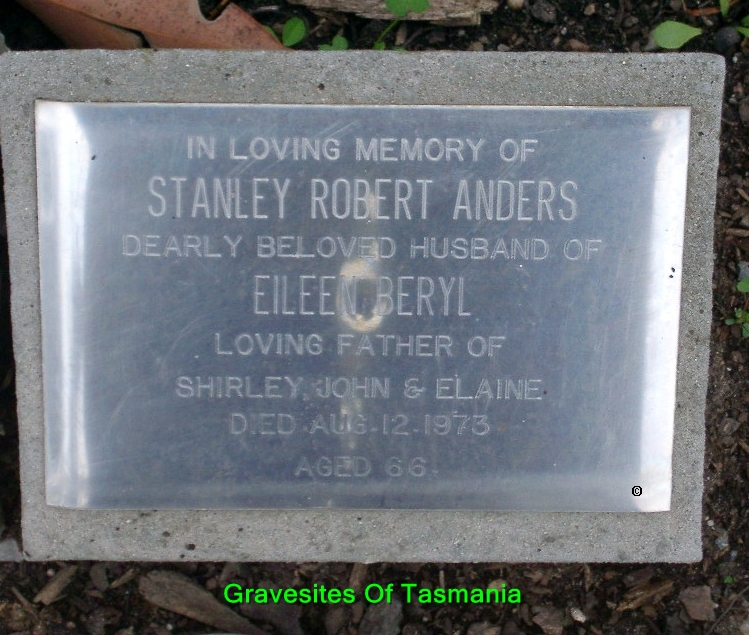 IN LOVING MEMORY OF
STANLEY ROBERT ANDERS
DEARLY BELOVED HUSBAND OF
EILEEN BERYL
LOVING FATHER OF
SHIRLEY, JOHN & ELAINE
DIED AUG. 12. 1973
AGED 66.
©
Gravesites Of Tasmania